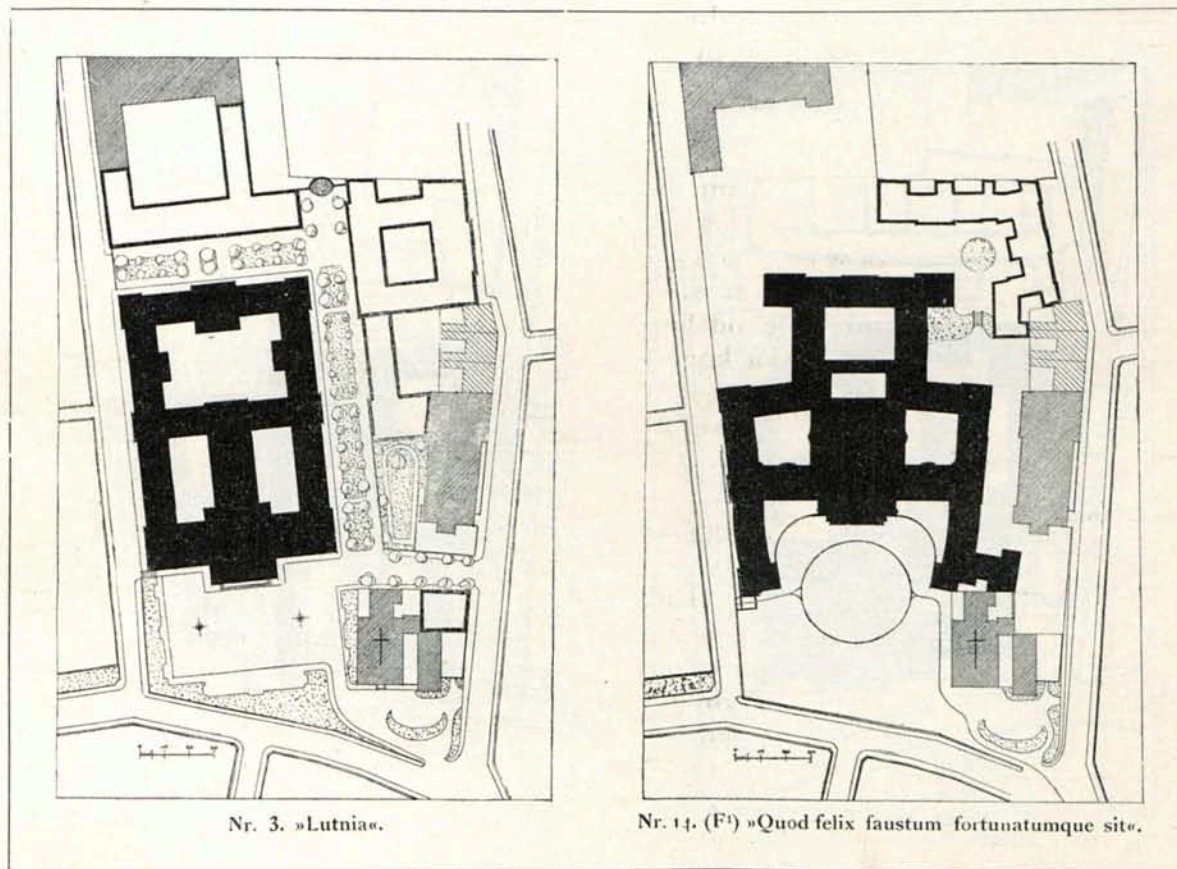 Nr. 3. »Lutnia«.
Nr. 14. (F¹) »Quod felix faustum fortunatumque sit«.